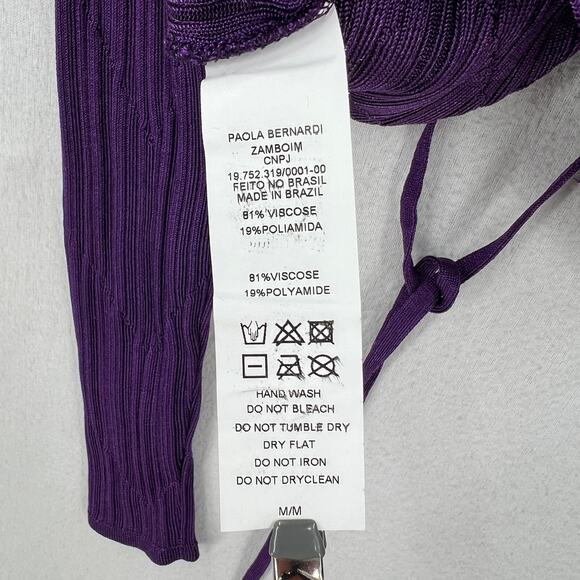 PAOLA BERNARDI
ZAMBOIM
CNPJ
19.752.319/0001-00
FEITO NO BRASIL
MADE IN BRAZIL
81%VISCOSE
19%POLIAMIDA
81%VISCOSE
19%POLYAMIDE
HAND WASH
DO NOT BLEACH
DO NOT TUMBLE DRY
DRY FLAT
DO NOT IRON
DO NOT DRYCLEAN
M/M